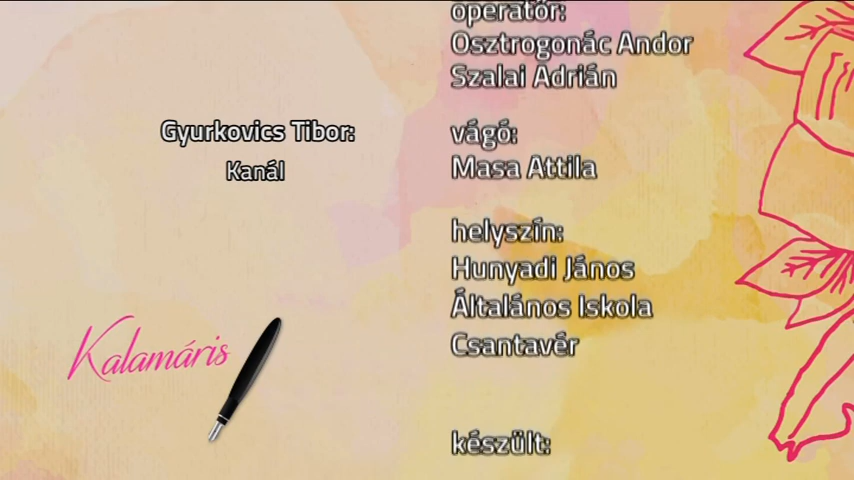 Gyurkovics Tibor:
Kanál
Kalamáris
operatőr:
Osztrogonác Andor
Szalai Adrián
vágó:
Masa Attila
helyszín:
Hunyadi János
Általános Iskola
Csantavér
készült: